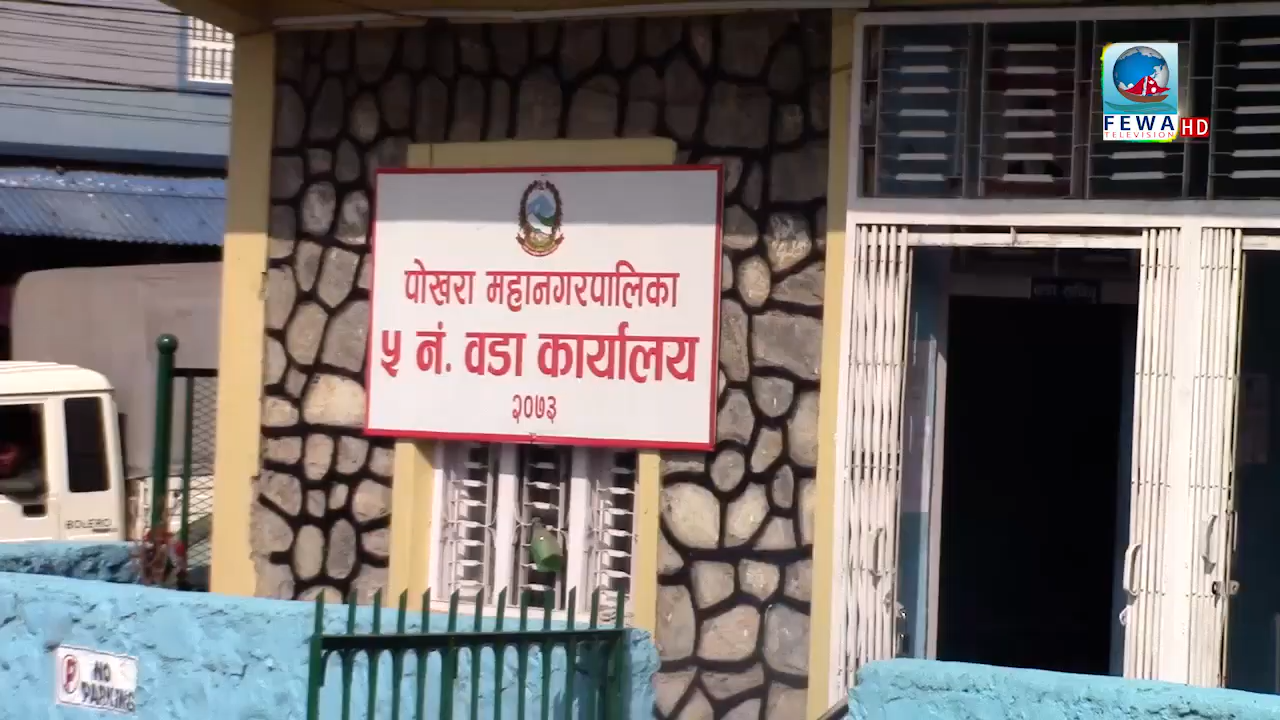 FEWA
TELEVISION
HD
पोखरा महानगरपालिका
५ नं. वडा कार्यालय
२०७३
BOLERO
P NO
PARKING